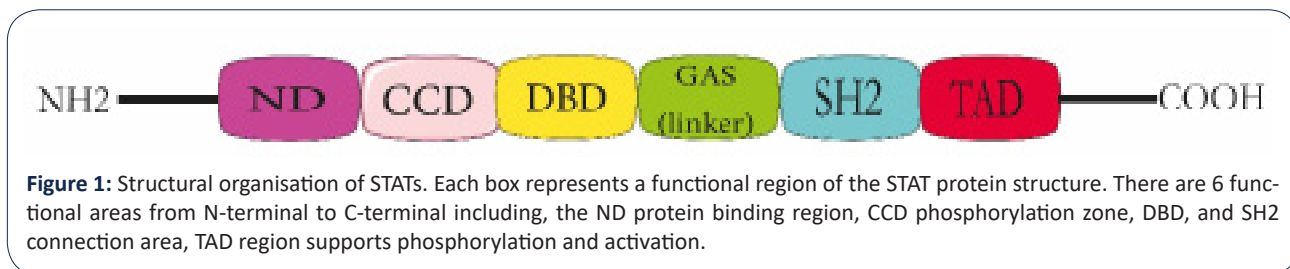 NH2 ND CCD DBD GAS (linker) SH2 TAD COOH
Figure 1: Structural organisation of STATs. Each box represents a functional region of the STAT protein structure. There are 6 func-
tional areas from N-terminal to C-terminal including, the ND protein binding region, CCD phosphorylation zone, DBD, and SH2
connection area, TAD region supports phosphorylation and activation.